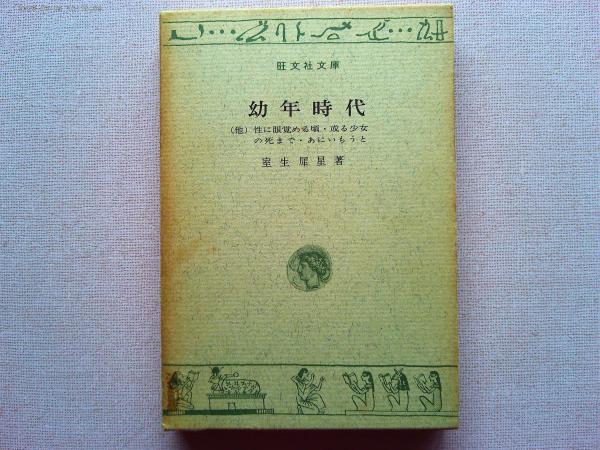 旺文社文庫
幼年時代
(他) 性に眼覚める頃・或る少女
の死まで・あにいもうと
室生犀星著